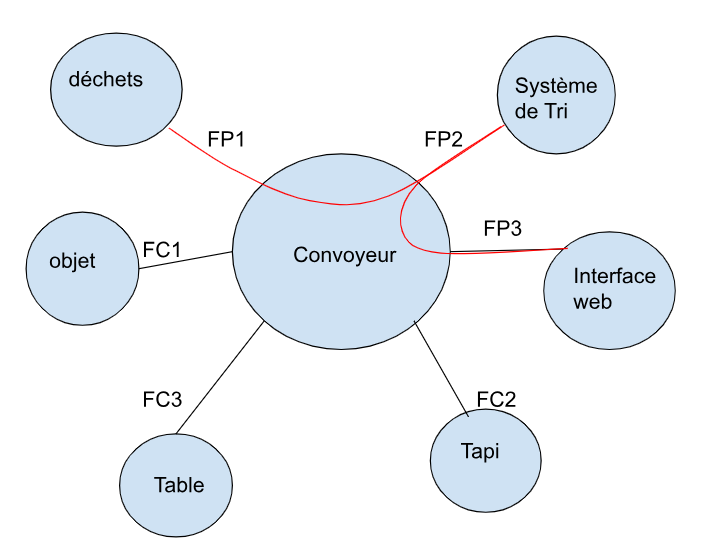 déchets
Système
de Tri
FP1
FP2
FP3
objet
FC1
Convoyeur
Interface
web
FC3
FC2
Table
Tapi